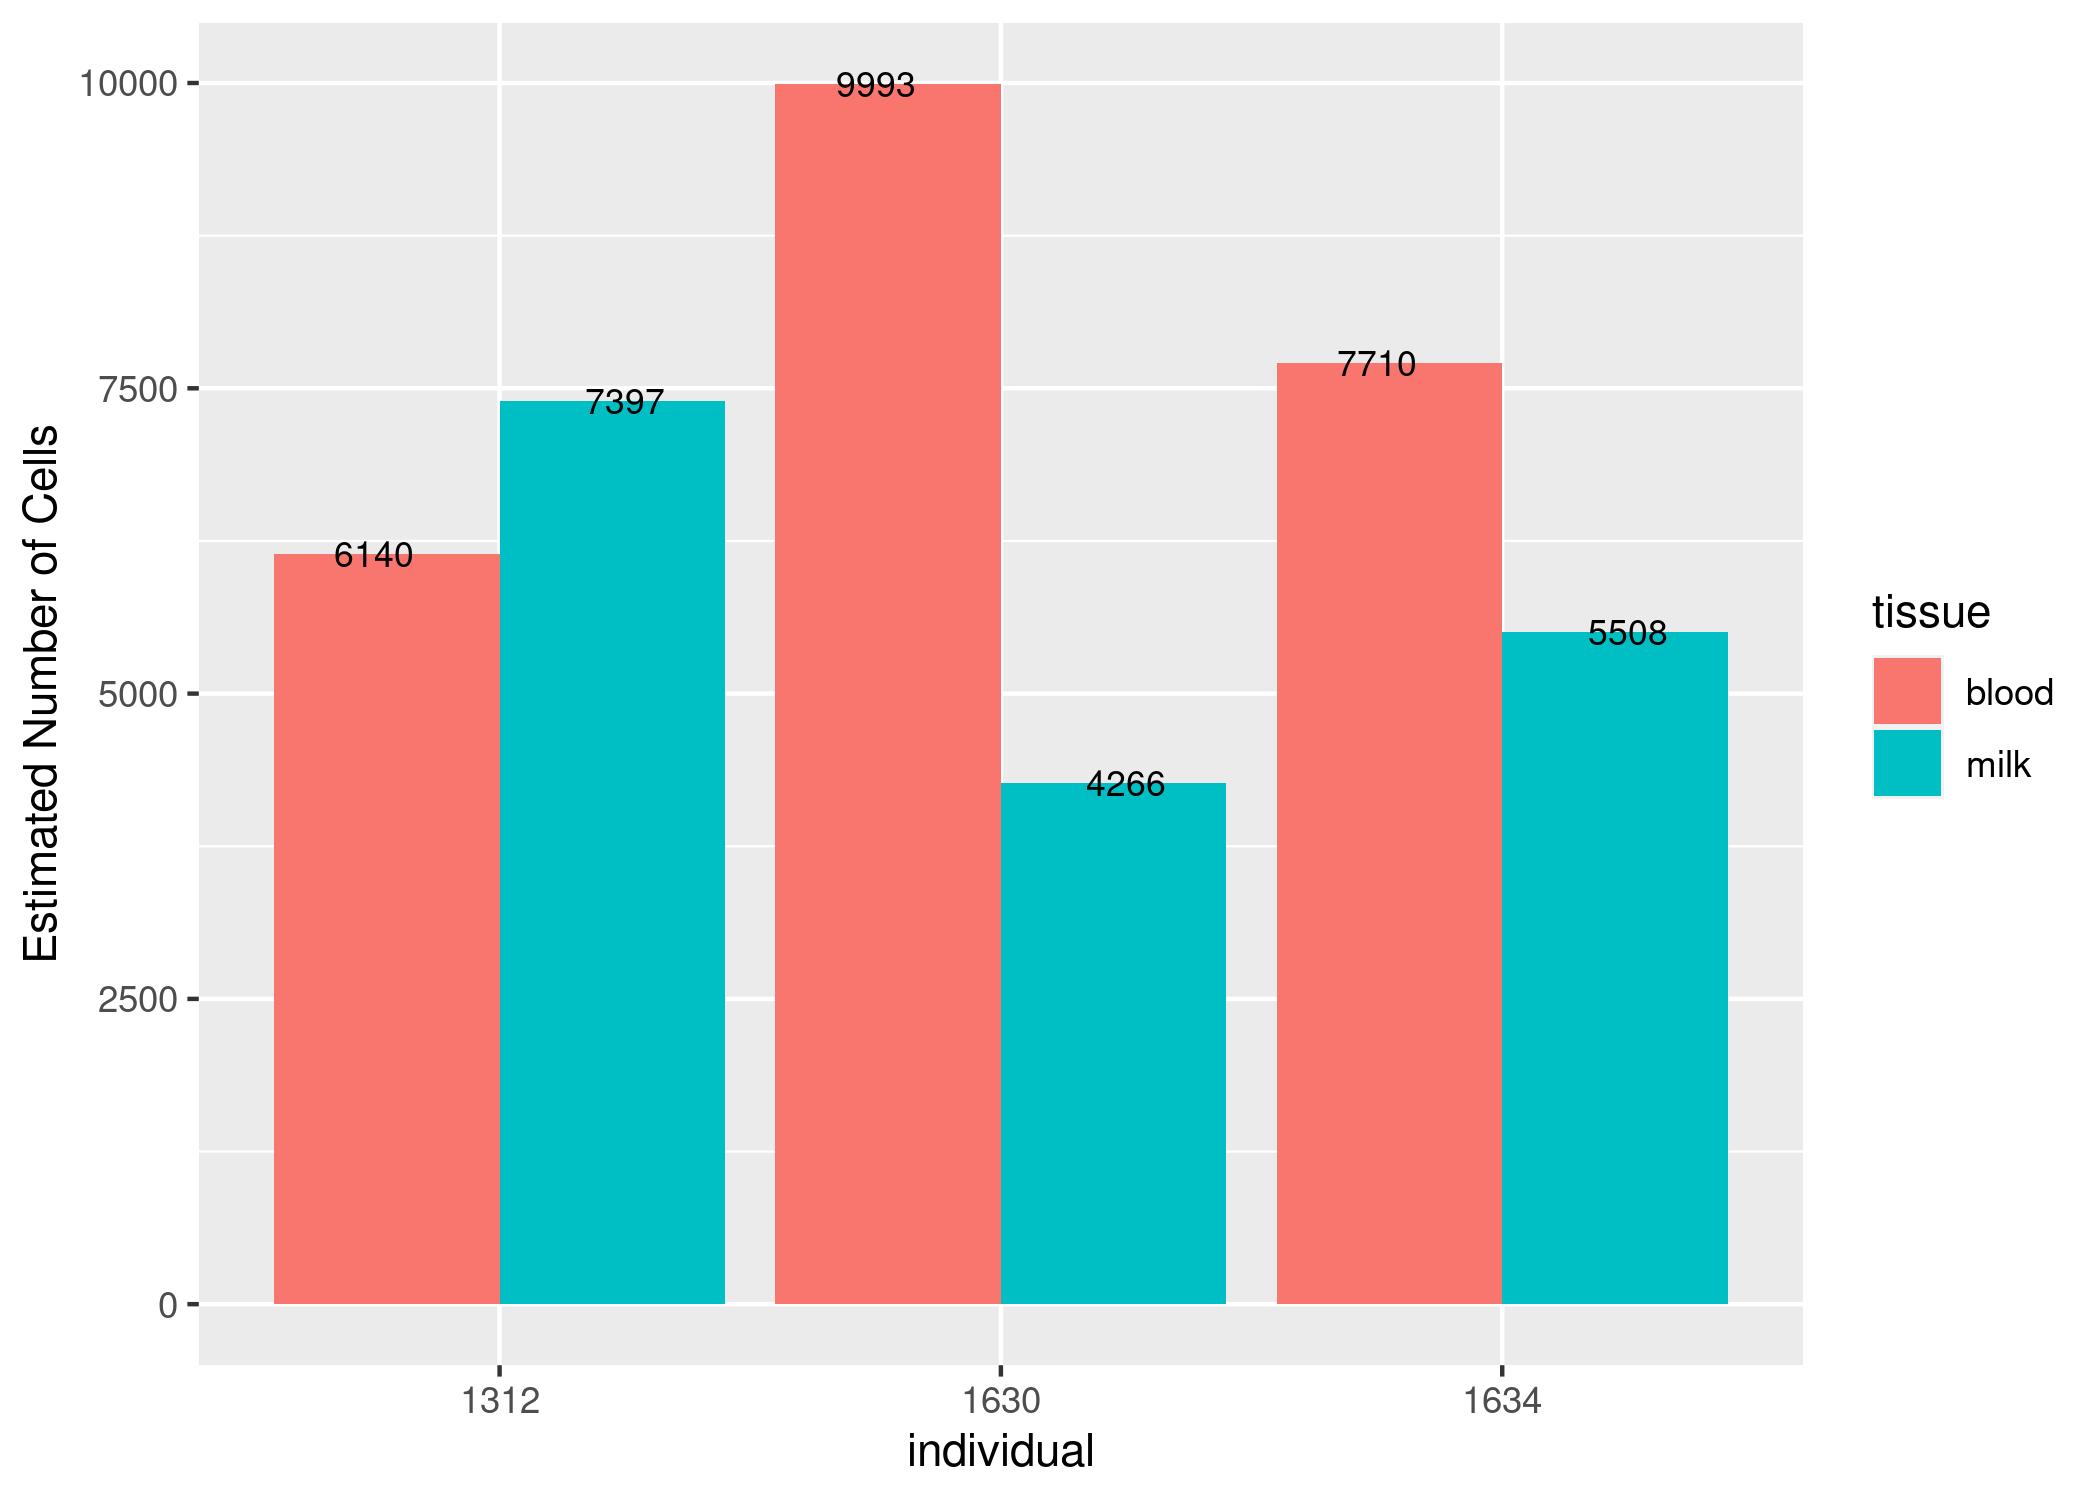 10000
7500
5000
2500
0
Estimated Number of Cells
6140
7397
9993
4266
7710
5508
1312
1630
1634
individual
tissue
blood
milk